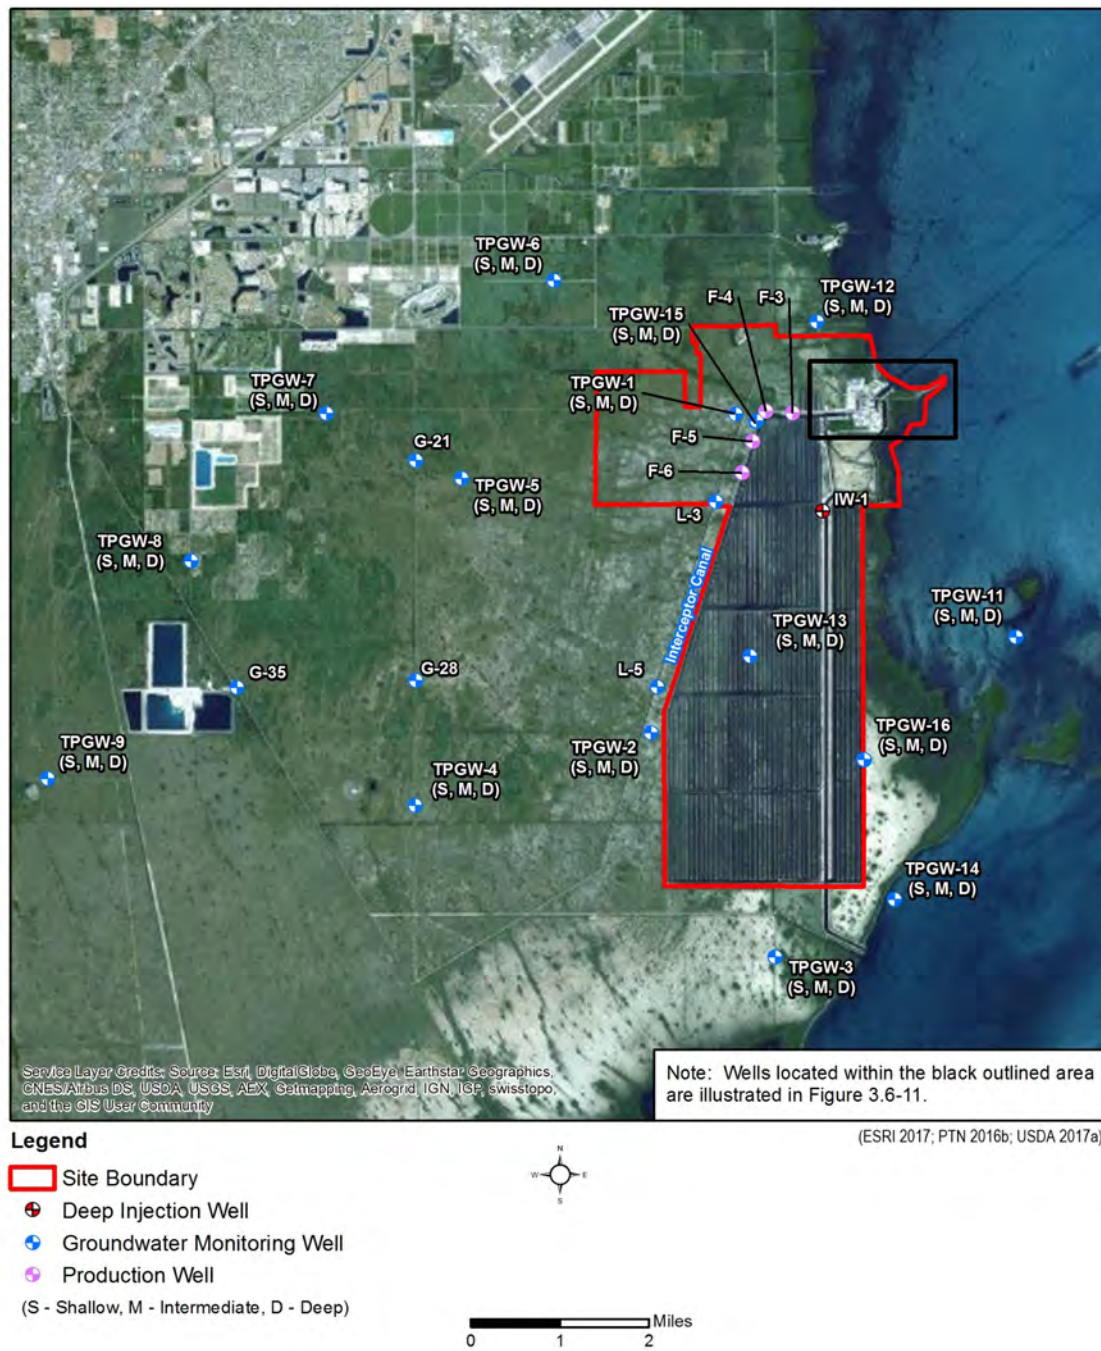 TPGW-6
(S, M, D)
TPGW-12
(S, M, D)
F-4
F-3
TPGW-15
(S, M, D)
TPGW-1
(S, M, D)
TPGW-7
(S, M, D)
F-5
G-21
F-6
TPGW-5
(S, M, D)
L-3
IW-1
TPGW-8
(S, M, D)
Interceptor Canal
TPGW-11
(S, M, D)
TPGW-13
(S, M, D)
G-35
G-28
L-5
TPGW-9
(S, M, D)
TPGW-2
(S, M, D)
TPGW-16
(S, M, D)
TPGW-4
(S, M, D)
TPGW-14
(S, M, D)
TPGW-3
(S, M, D)
Service Layer Credits: Source: Esri, DigitalGlobe, GeoEye, Earthstar Geographics,
CNES/Airbus DS, USDA, USGS, AEX, Getmapping, Aerogrid, IGN, IGP, swisstopo,
and the GIS User Community
Note: Wells located within the black outlined area
are illustrated in Figure 3.6-11.
(ESRI 2017; PTN 2016b; USDA 2017a)
Legend
Site Boundary
Deep Injection Well
Groundwater Monitoring Well
Production Well
(S - Shallow, M - Intermediate, D - Deep)
N
W E
S
Miles
0 1 2